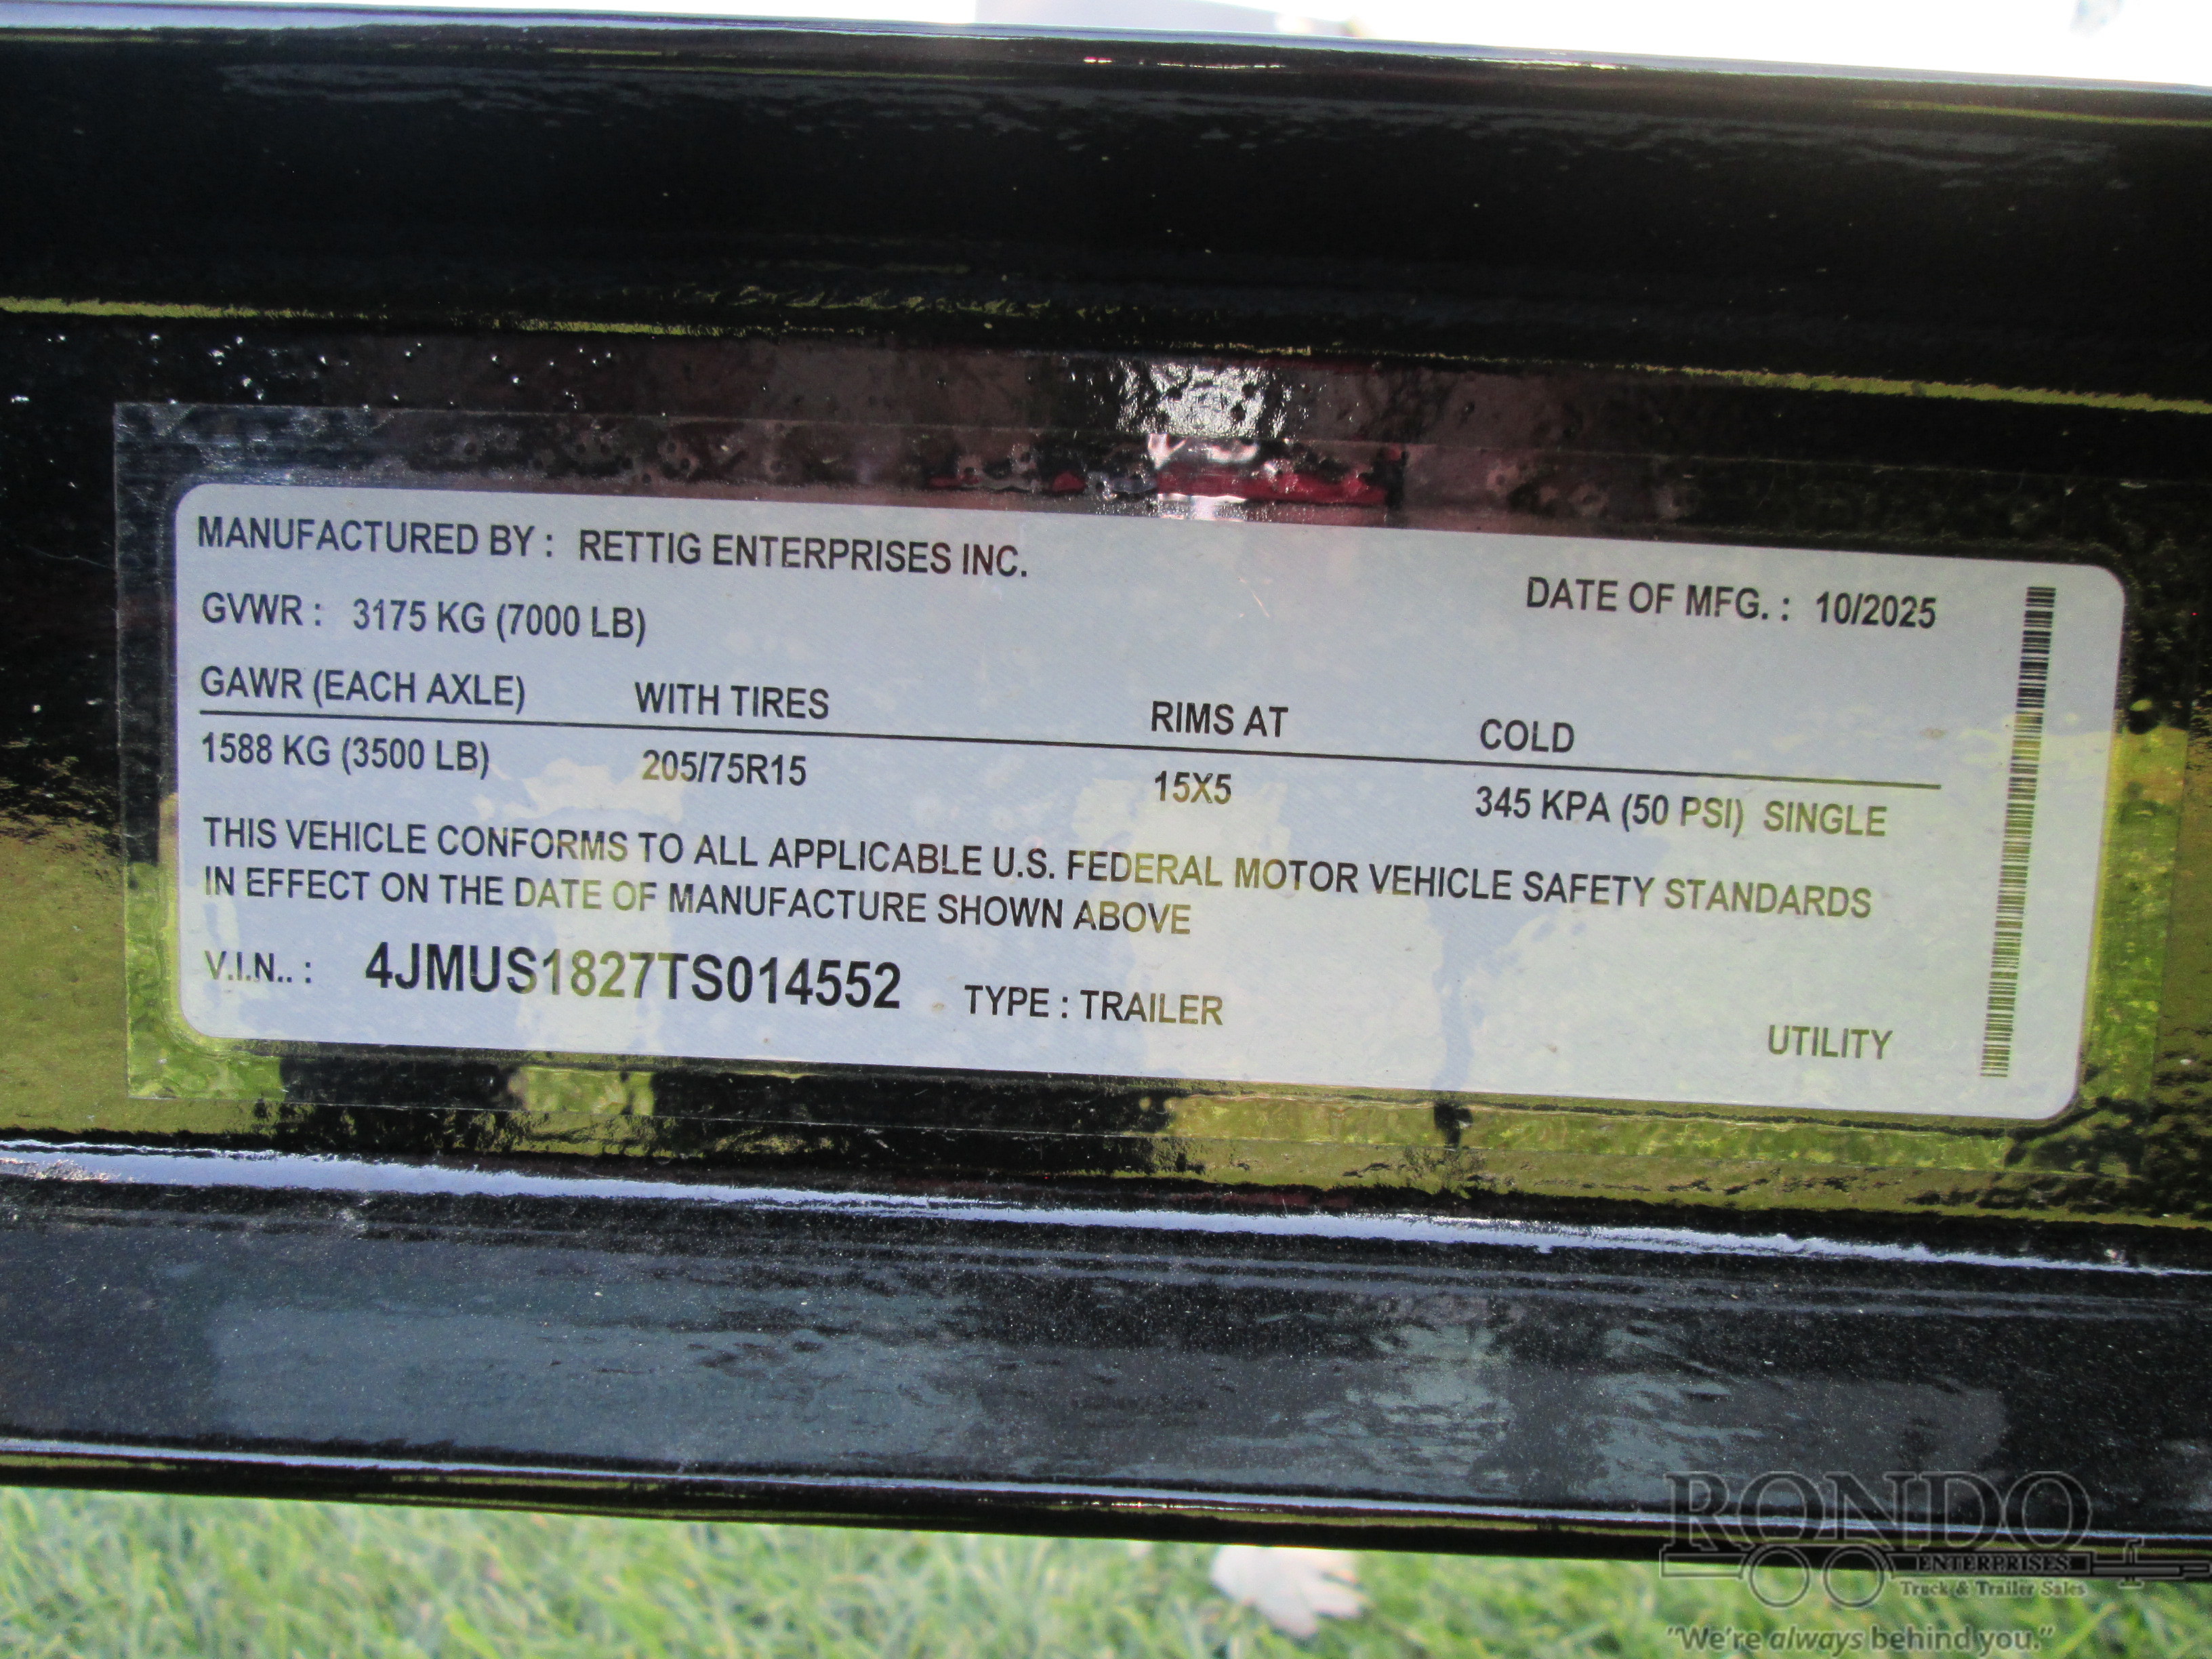 MANUFACTURED BY : RETTIG ENTERPRISES INC.
DATE OF MFG. : 10/2025
GVWR : 3175 KG (7000 LB)
GAWR (EACH AXLE) WITH TIRES RIMS AT COLD
1588 KG (3500 LB) 205/75R15 15X5 345 KPA (50 PSI) SINGLE
THIS VEHICLE CONFORMS TO ALL APPLICABLE U.S. FEDERAL MOTOR VEHICLE SAFETY STANDARDS
IN EFFECT ON THE DATE OF MANUFACTURE SHOWN ABOVE
V.I.N.. : 4JMUS1827TS014552 TYPE : TRAILER UTILITY
RONDO
ENTERPRISES
Truck & Trailer Sales
"We're always behind you."